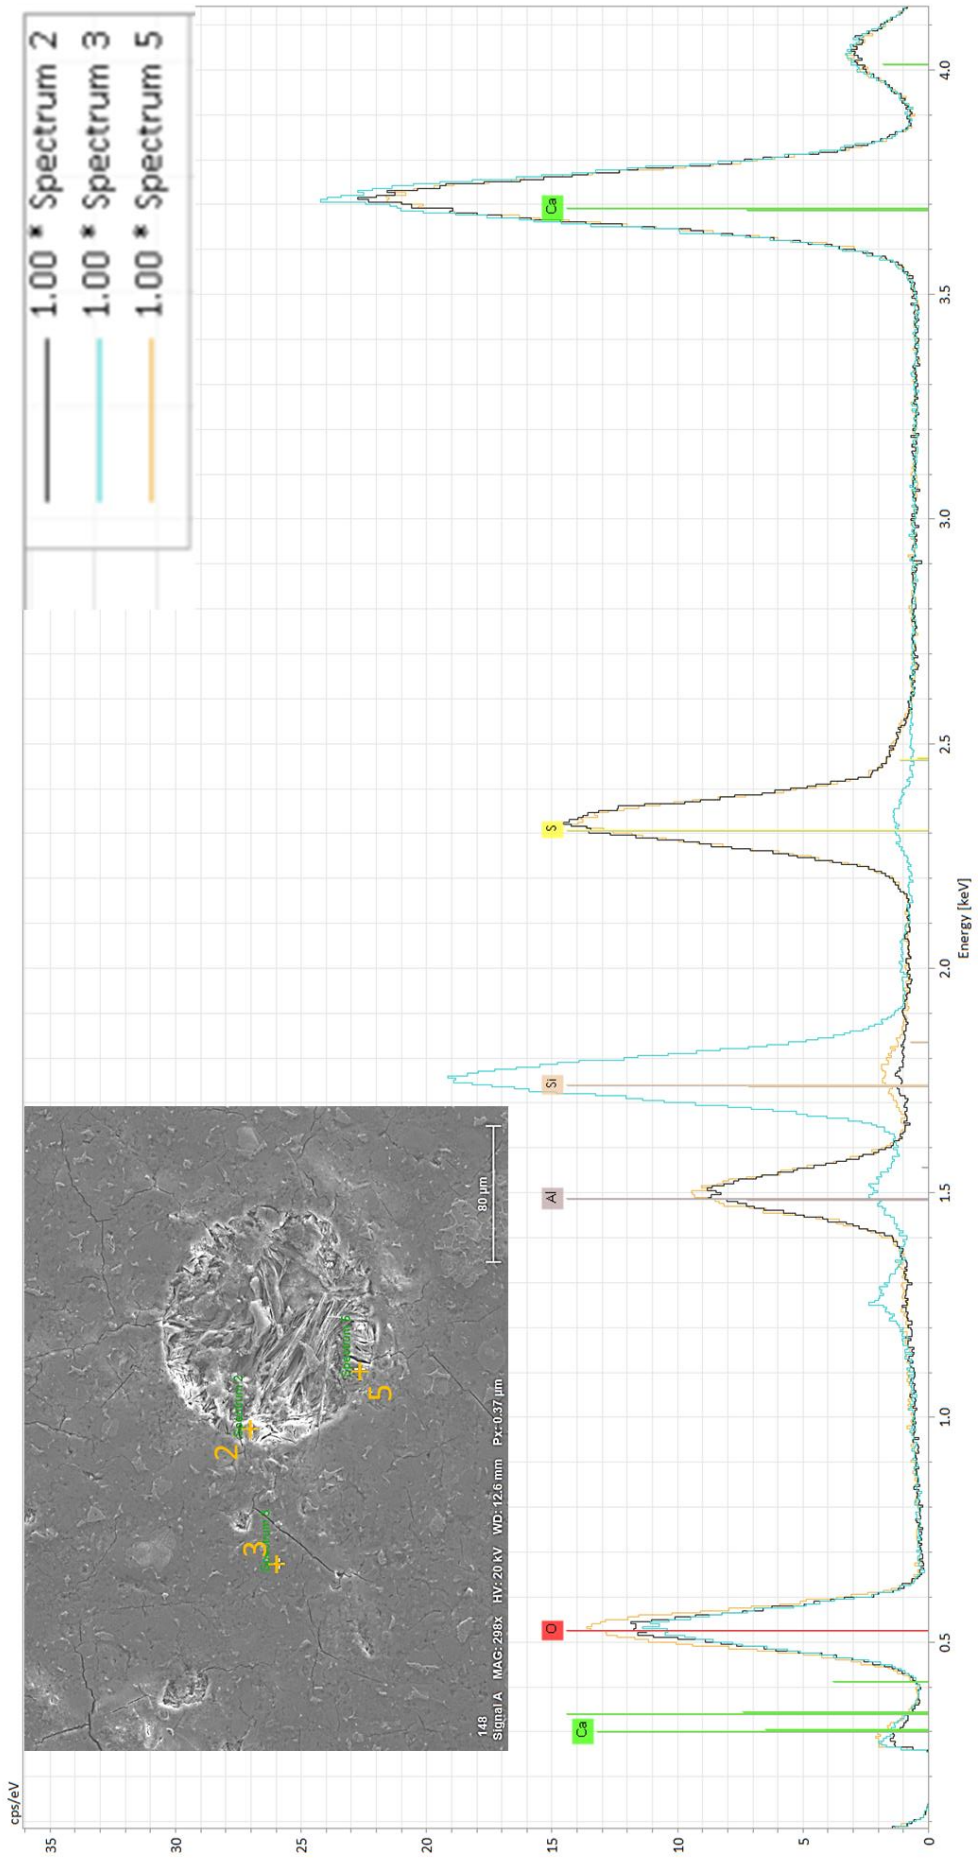 1.00 * Spectrum 2
1.00 * Spectrum 3
1.00 * Spectrum 5
cps/eV
35
30
25
20
15
10
5
0
Ca
O
Al
Si
S
Ca
0.5
1.0
1.5
2.0
2.5
3.0
3.5
4.0
Energy [keV]
2
Spectrum 2
3
5
80 µm
148
Signal A MAG: 298x HV: 20 kV WD: 12.6 mm Px: 0.37 µm